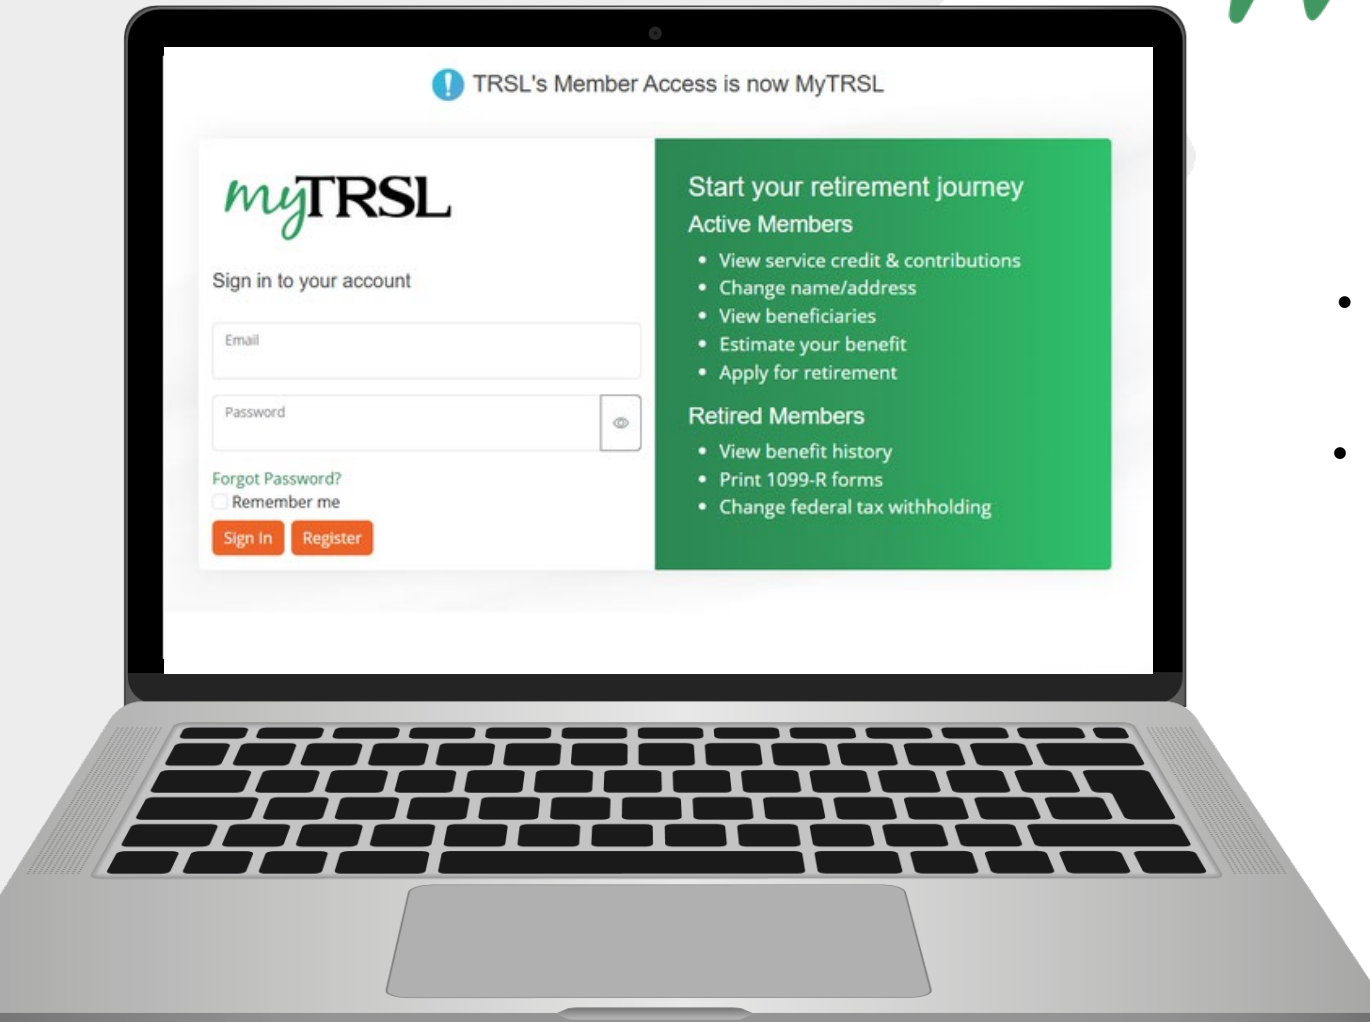 TRSL's Member Access is now MyTRSL
myTRSL
Sign in to your account
Email
Password
Forgot Password?
Remember me
Sign In Register
Start your retirement journey
Active Members
• View service credit & contributions
• Change name/address
• View beneficiaries
• Estimate your benefit
• Apply for retirement
Retired Members
• View benefit history
• Print 1099-R forms
• Change federal tax withholding